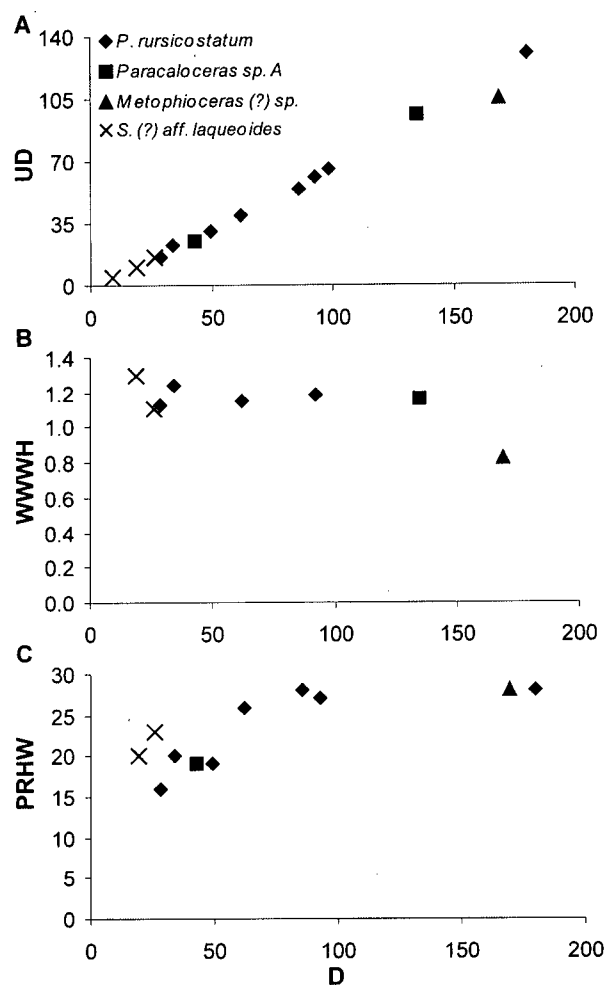 A
140
105
70
35
0
UD
P. rursicostatum
Paracaloceras sp. A
Metophioceras (?) sp.
S. (?) aff. laqueoides
0 50 100 150 200
B
1.4
1.2
1.0
0.8
0.6
0.4
0.2
0.0
WWWH
0 50 100 150 200
C
30
25
20
15
10
5
0
PRHW
0 50 100 150 200
D